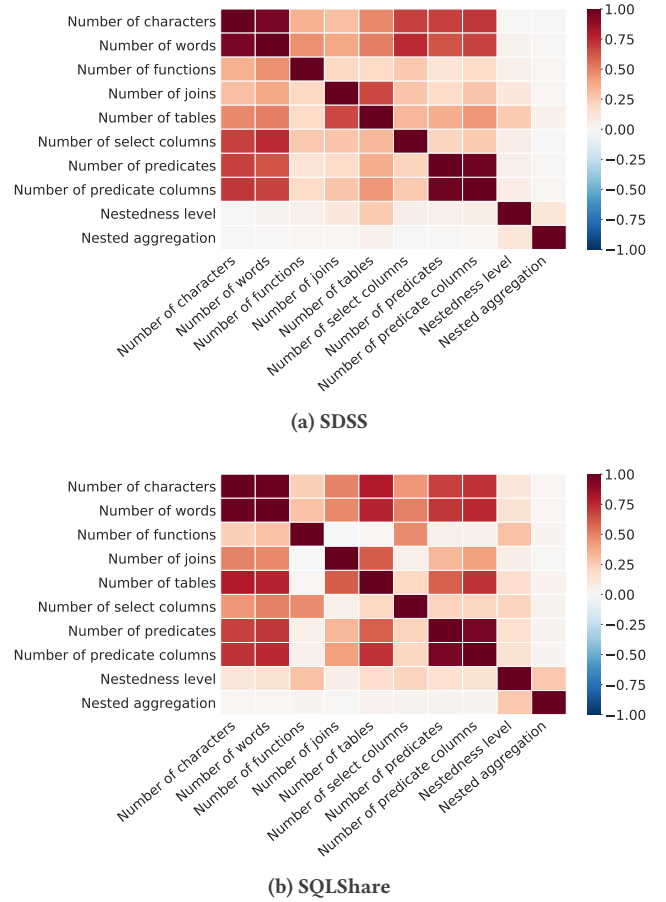 Number of characters
Number of words
Number of functions
Number of joins
Number of tables
Number of select columns
Number of predicates
Number of predicate columns
Nestedness level
Nested aggregation
1.00
0.75
0.50
0.25
0.00
−0.25
−0.50
−0.75
−1.00
Number of characters
Number of words
Number of functions
Number of joins
Number of tables
Number of select columns
Number of predicates
Number of predicate columns
Nestedness level
Nested aggregation
(a) SDSS
Number of characters
Number of words
Number of functions
Number of joins
Number of tables
Number of select columns
Number of predicates
Number of predicate columns
Nestedness level
Nested aggregation
1.00
0.75
0.50
0.25
0.00
−0.25
−0.50
−0.75
−1.00
Number of characters
Number of words
Number of functions
Number of joins
Number of tables
Number of select columns
Number of predicates
Number of predicate columns
Nestedness level
Nested aggregation
(b) SQLShare